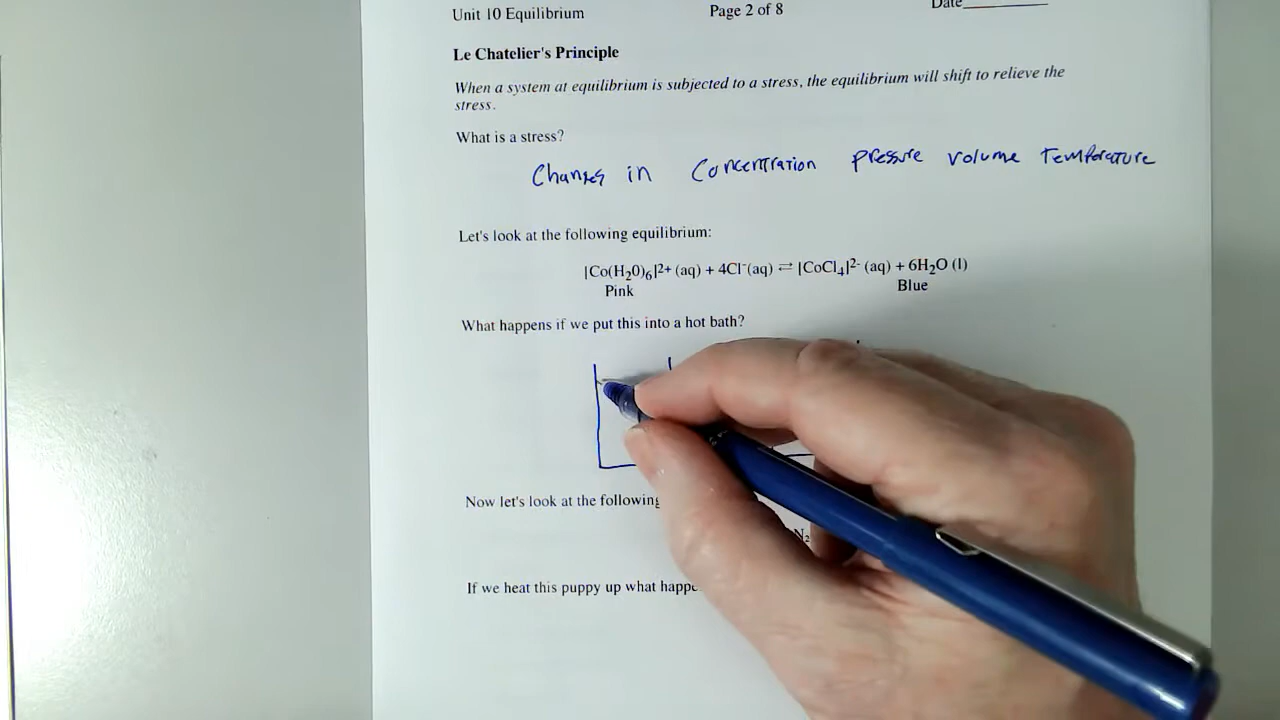 Unit 10 Equilibrium Page 2 of 8 Date
Le Chatelier's Principle
When a system at equilibrium is subjected to a stress, the equilibrium will shift to relieve the
stress.
What is a stress?
Changes in Concentration pressure volume Temperature
Let's look at the following equilibrium:
[Co(H₂0)₆]²⁺ (aq) + 4Cl⁻(aq) ⇄ [CoCl₄]²⁻ (aq) + 6H₂O (l)
Pink Blue
What happens if we put this into a hot bath?
Now let's look at the following
N₂
If we heat this puppy up what